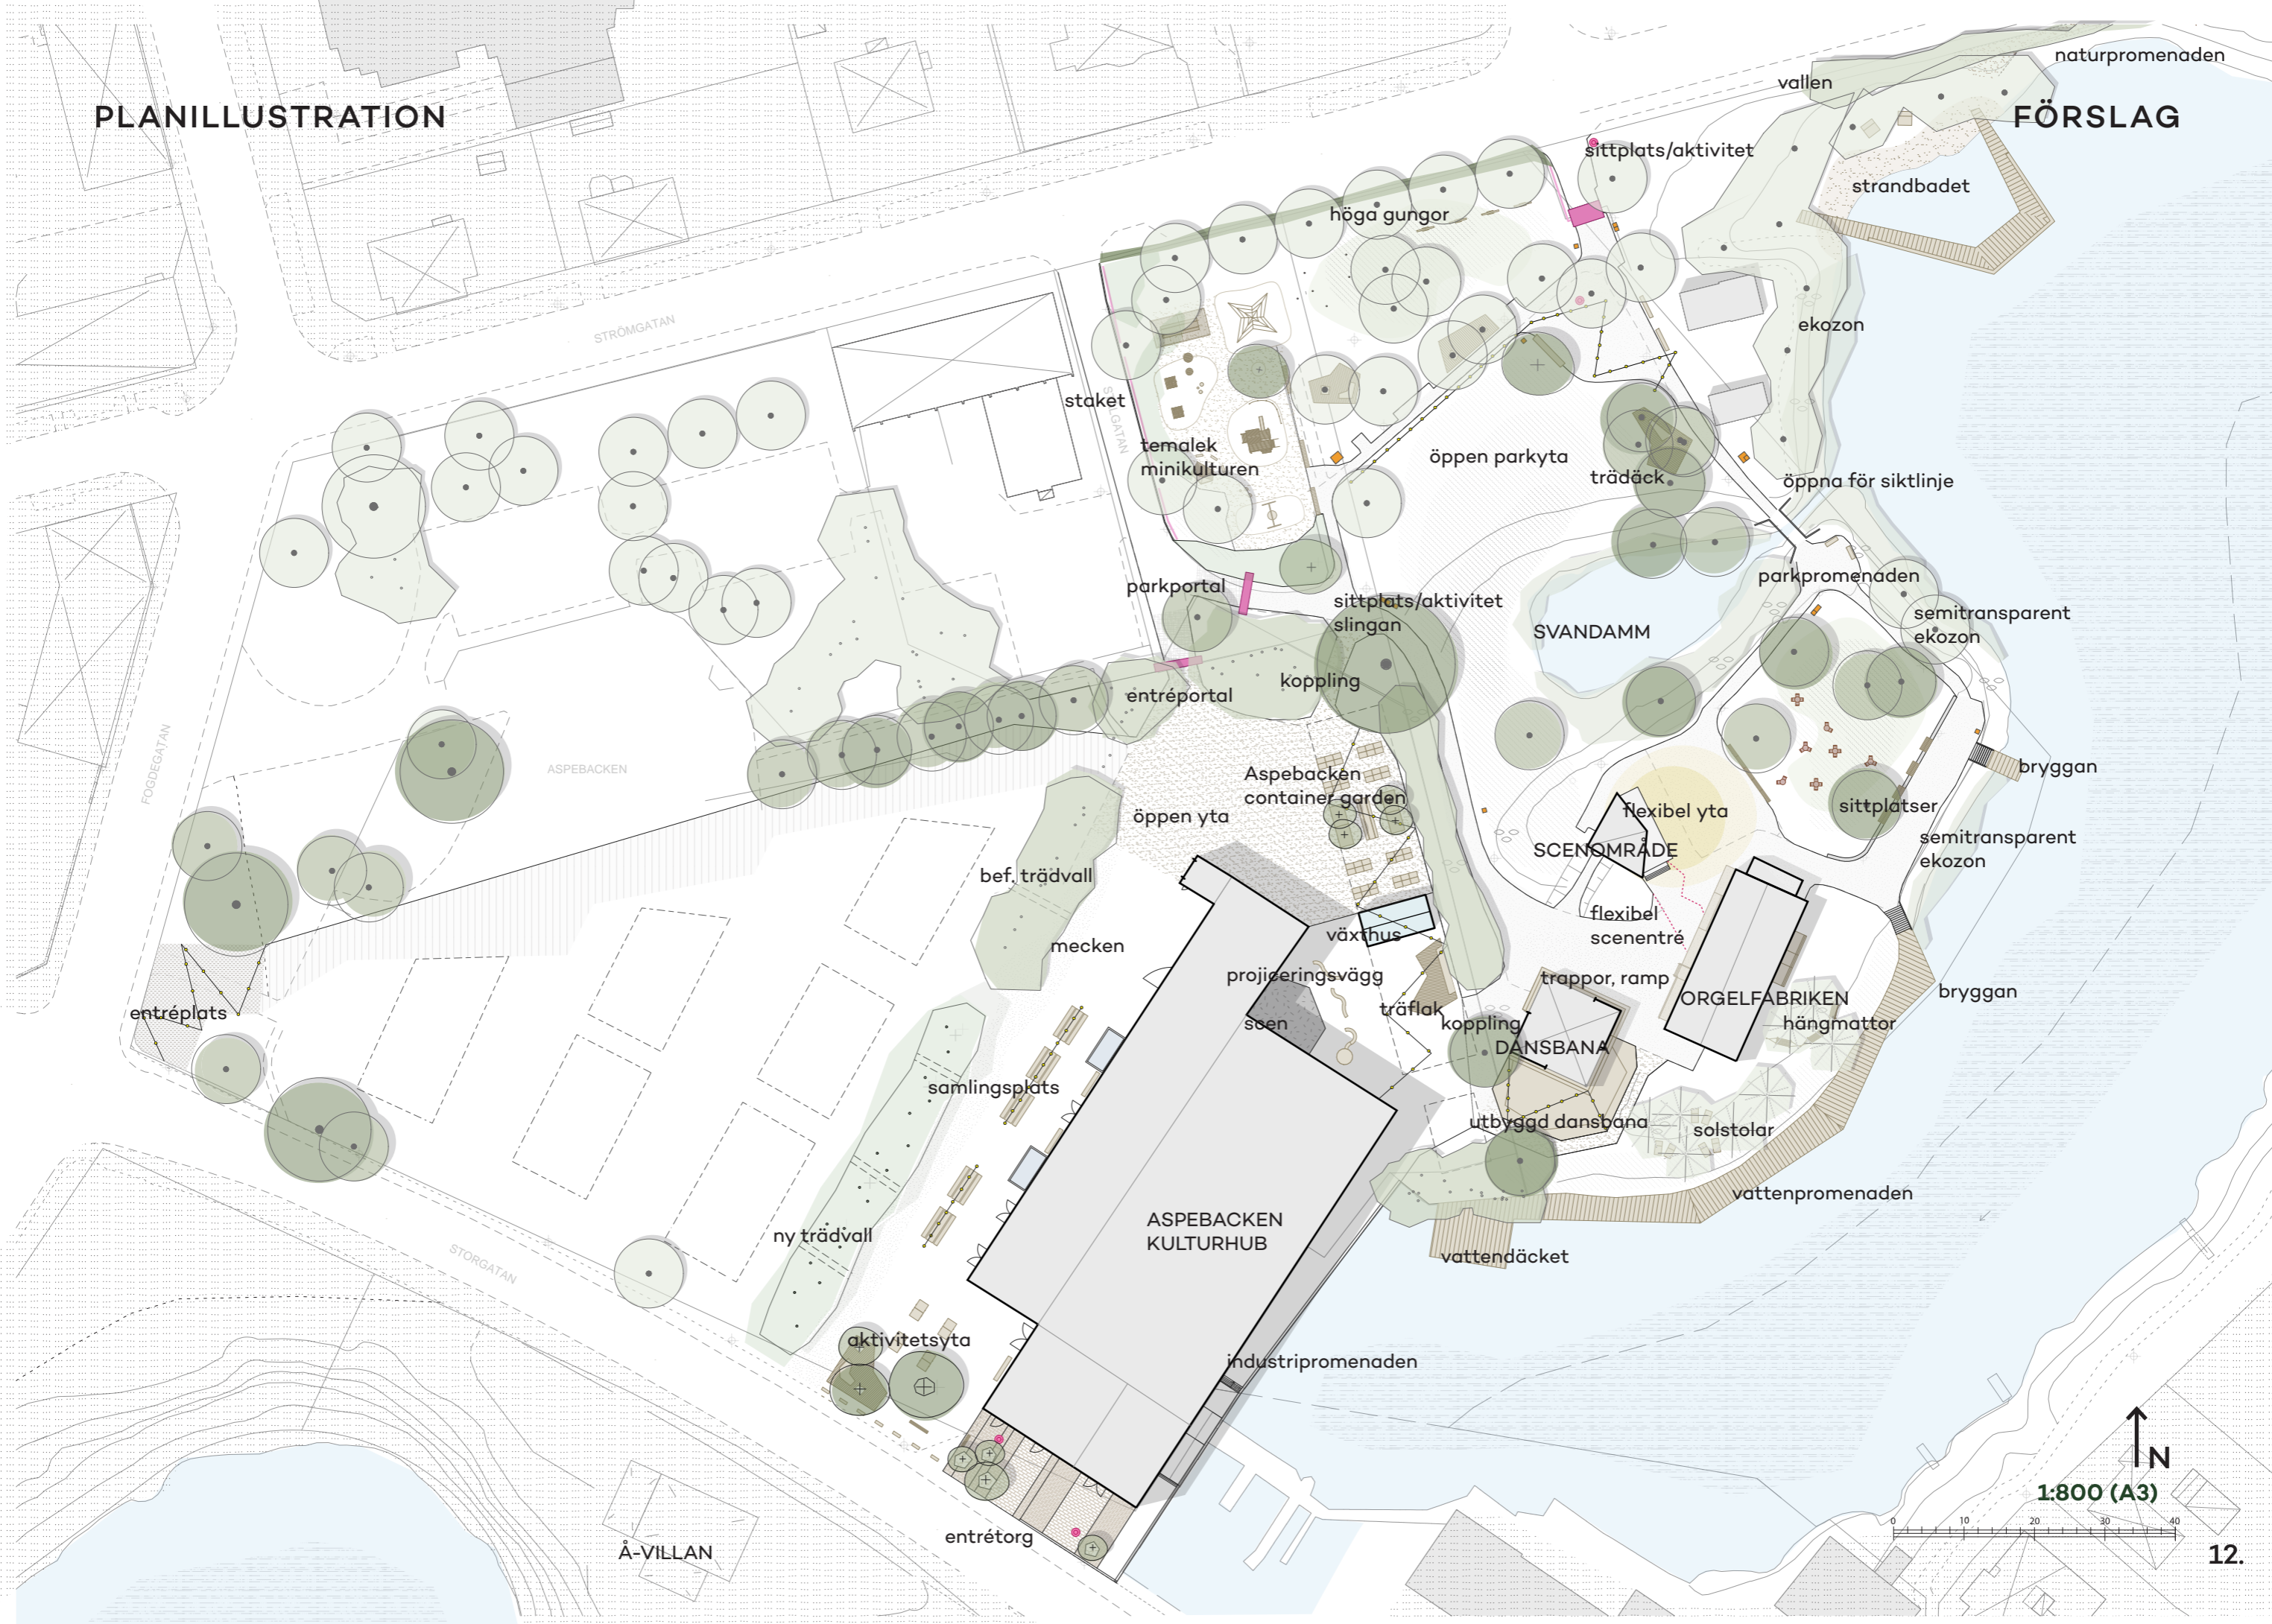 PLANILLUSTRATION
FÖRSLAG
naturpromenaden
vallen
sittplats/aktivitet
strandbadet
höga gungor
STRÖMGATAN
ekozon
staket
temalek
minikulturen
öppen parkyta
trädäck
öppna för siktlinje
parkportal
sittplats/aktivitet
slingan
parkpromenaden
SVANDAMM
semitransparent
ekozon
koppling
entréportal
FOGDEGATAN
ASPEBACKEN
bryggan
Aspebacken
container garden
öppen yta
flexibel yta
sittplatser
SCENOMRÅDE
semitransparent
ekozon
bef. trädvall
flexibel
scenentré
växthus
mecken
projiceringsvägg
trappor, ramp
bryggan
ORGELFABRIKEN
entréplats
träflak
scen
koppling
hängmattor
DANSBANA
samlingsplats
utbyggd dansbana
solstolar
vattenpromenaden
ASPEBACKEN
KULTURHUB
ny trädvall
vattendäcket
STORGATAN
aktivitetsyta
industripromenaden
N
1:800 (A3)
0 10 20 30 40
entrétorg
Å-VILLAN
12.